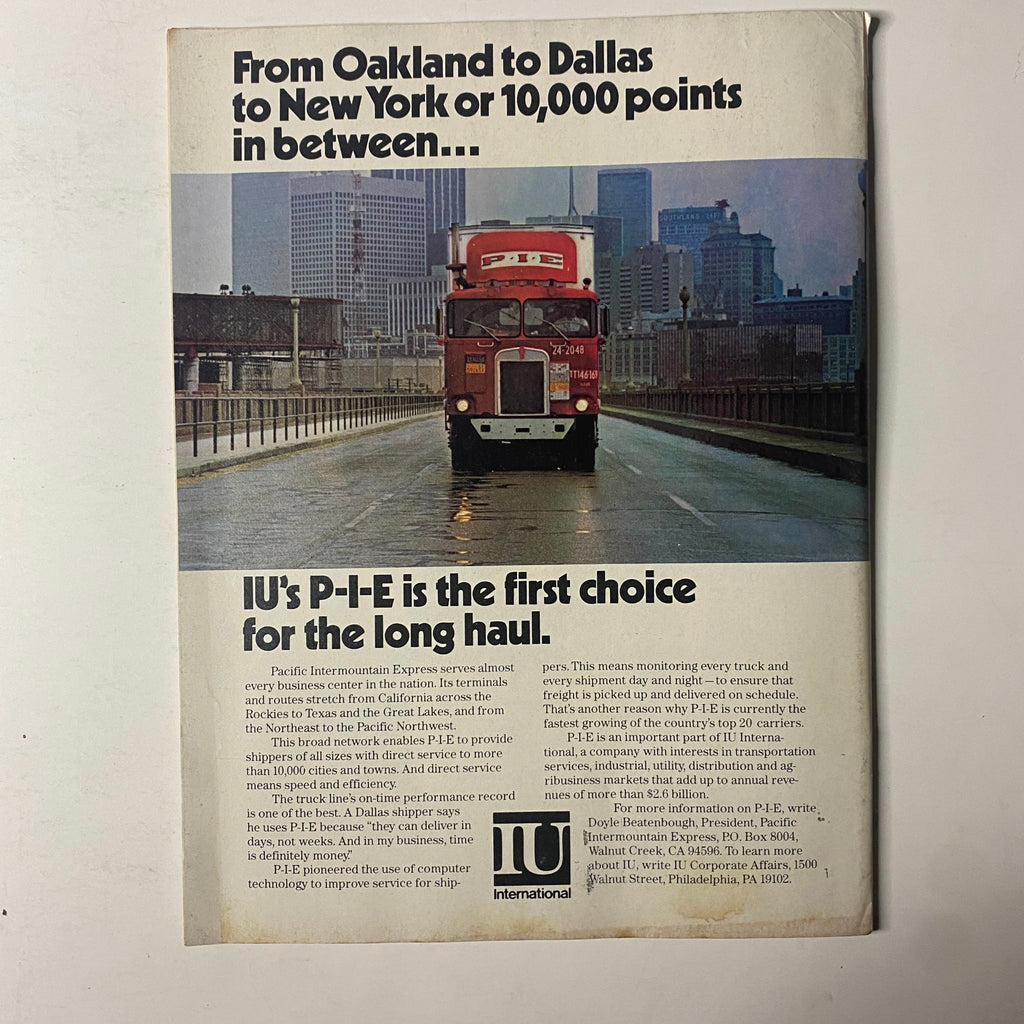 From Oakland to Dallas
to New York or 10,000 points
in between...
SOUTHLAND LIFE
P·I·E
24-2048
IU's P-I-E is the first choice
for the long haul.
Pacific Intermountain Express serves almost
every business center in the nation. Its terminals
and routes stretch from California across the
Rockies to Texas and the Great Lakes, and from
the Northeast to the Pacific Northwest.
This broad network enables P-I-E to provide
shippers of all sizes with direct service to more
than 10,000 cities and towns. And direct service
means speed and efficiency.
The truck line's on-time performance record
is one of the best. A Dallas shipper says
he uses P-I-E because “they can deliver in
days, not weeks. And in my business, time
is definitely money.”
P-I-E pioneered the use of computer
technology to improve service for ship-
pers. This means monitoring every truck and
every shipment day and night—to ensure that
freight is picked up and delivered on schedule.
That's another reason why P-I-E is currently the
fastest growing of the country's top 20 carriers.
P-I-E is an important part of IU Interna-
tional, a company with interests in transportation
services, industrial, utility, distribution and ag-
ribusiness markets that add up to annual reve-
nues of more than $2.6 billion.
For more information on P-I-E, write
Doyle Beatenbough, President, Pacific
Intermountain Express, P.O. Box 8004,
Walnut Creek, CA 94596. To learn more
about IU, write IU Corporate Affairs, 1500
Walnut Street, Philadelphia, PA 19102.
IU
International